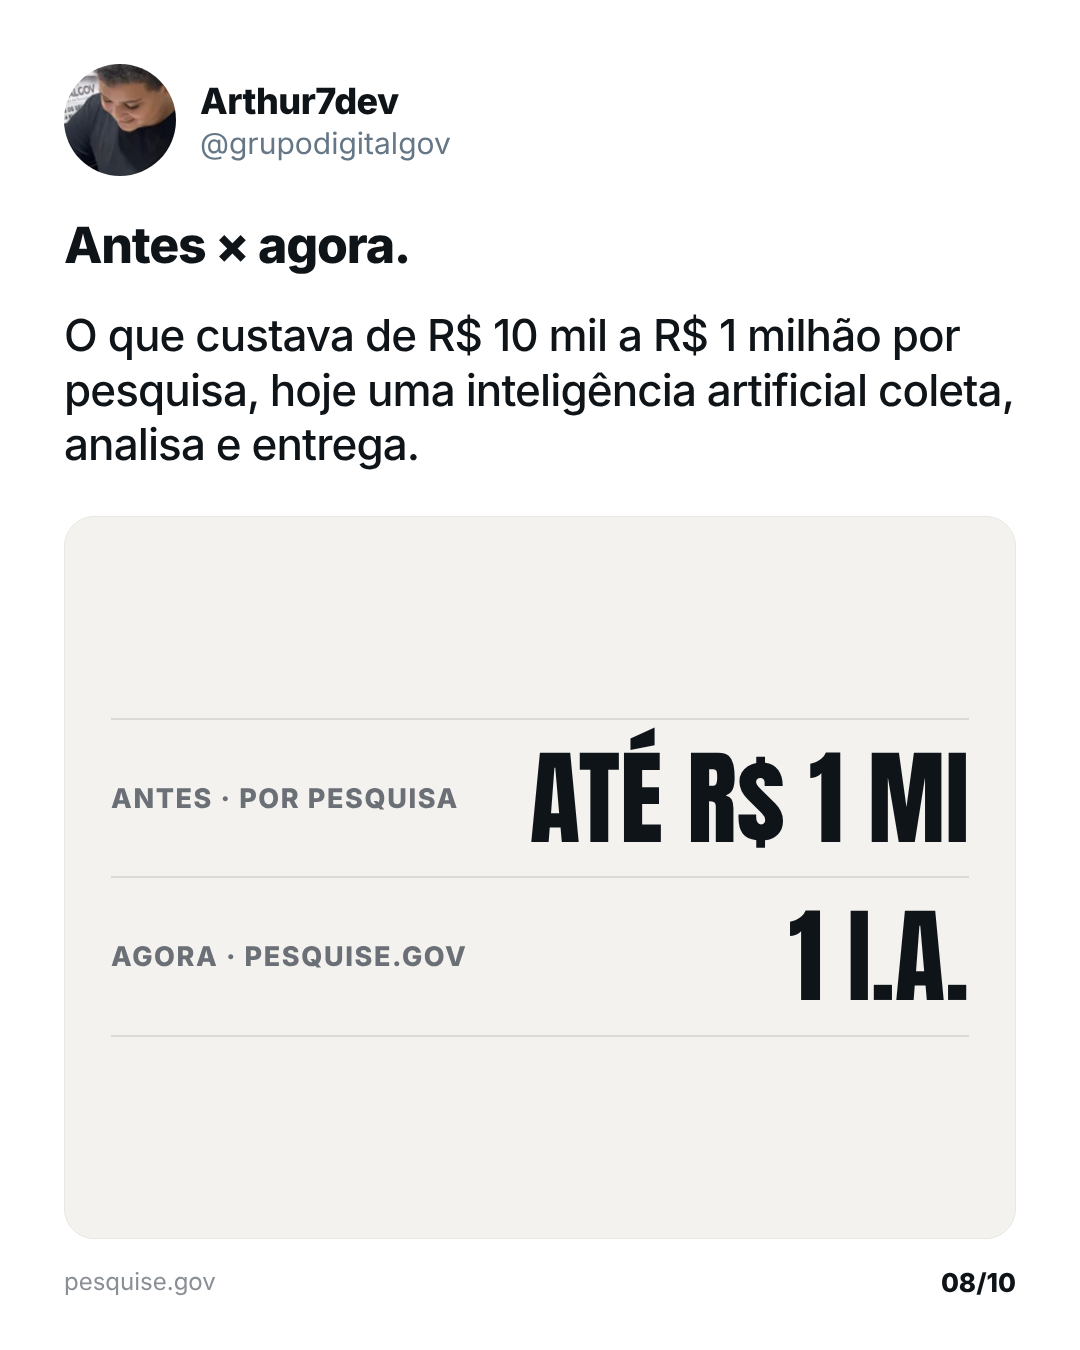 Arthur7dev
@grupodigitalgov
Antes × agora.
O que custava de R$ 10 mil a R$ 1 milhão por
pesquisa, hoje uma inteligência artificial coleta,
analisa e entrega.
ANTES · POR PESQUISA
ATÉ R$ 1 MI
AGORA · PESQUISE.GOV
1 I.A.
pesquise.gov
08/10